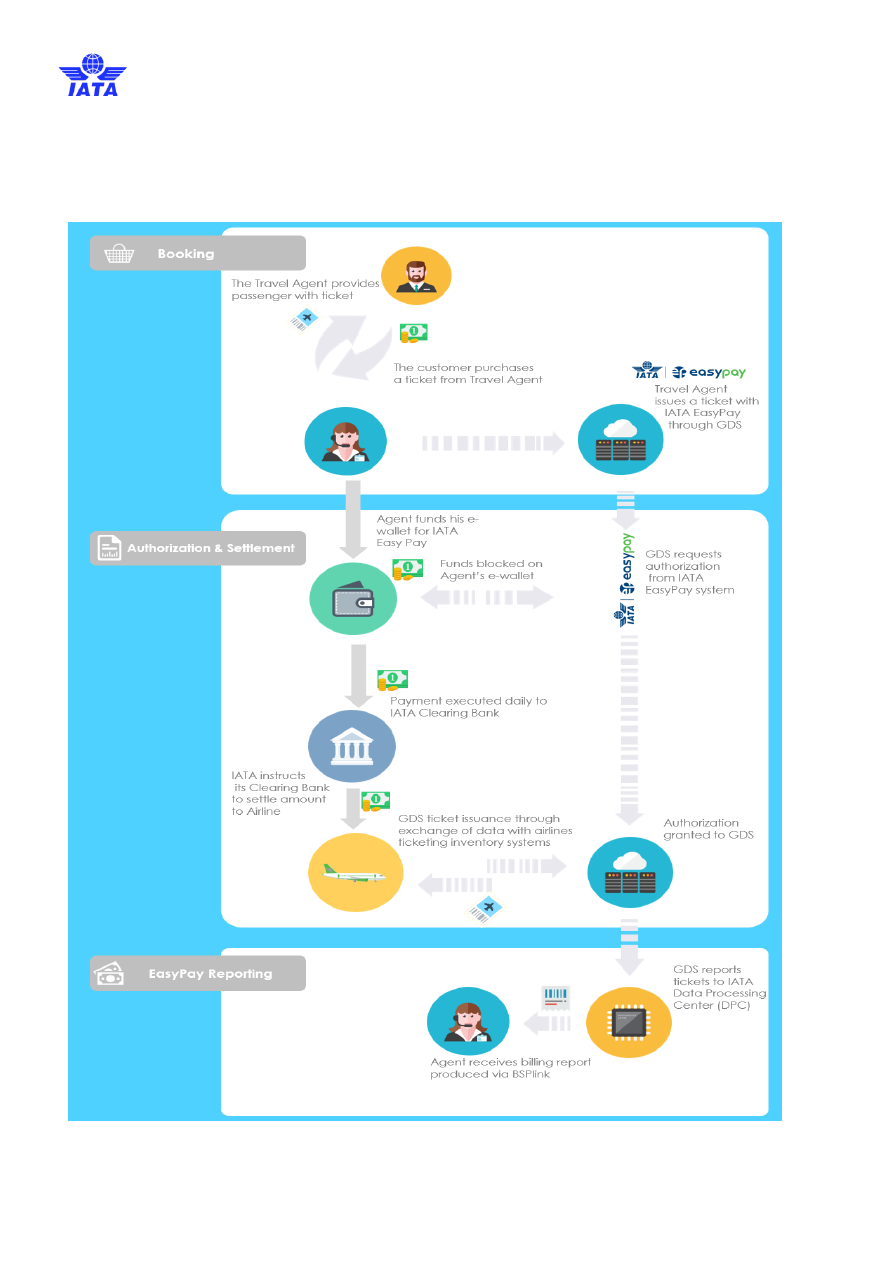 IATA
Booking
The Travel Agent provides
passenger with ticket
1
The customer purchases
a ticket from Travel Agent
IATA easypay
Travel Agent
issues a ticket with
IATA EasyPay
through GDS
Agent funds his e-
wallet for IATA
Easy Pay
Authorization & Settlement
1
Funds blocked on
Agent's e-wallet
IATA easypay
GDS requests
authorization
from IATA
EasyPay system
1
Payment executed daily to
IATA Clearing Bank
IATA instructs
its Clearing Bank
to settle amount
to Airline
1
GDS ticket issuance through
exchange of data with airlines
ticketing inventory systems
Authorization
granted to GDS
EasyPay Reporting
GDS reports
tickets to IATA
Data Processing
Center (DPC)
Agent receives billing report
produced via BSPlink